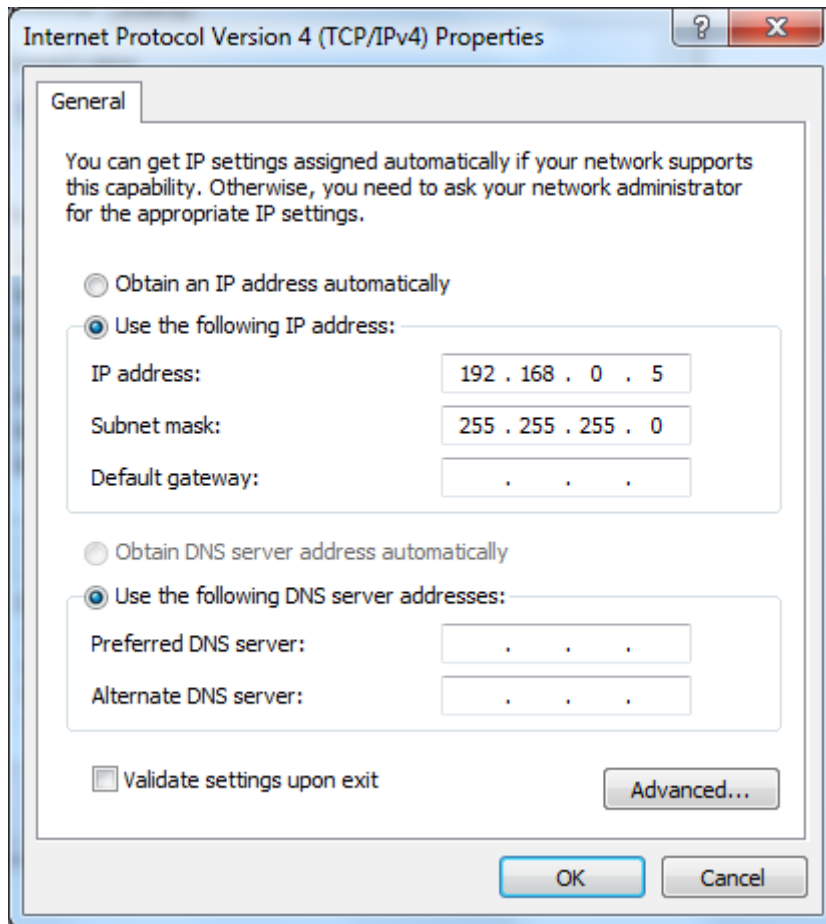 Internet Protocol Version 4 (TCP/IPv4) Properties
General
You can get IP settings assigned automatically if your network supports
this capability. Otherwise, you need to ask your network administrator
for the appropriate IP settings.
Obtain an IP address automatically
Use the following IP address:
IP address: 192 . 168 . 0 . 5
Subnet mask: 255 . 255 . 255 . 0
Default gateway: . . .
Obtain DNS server address automatically
Use the following DNS server addresses:
Preferred DNS server: . . .
Alternate DNS server: . . .
Validate settings upon exit
Advanced...
OK Cancel